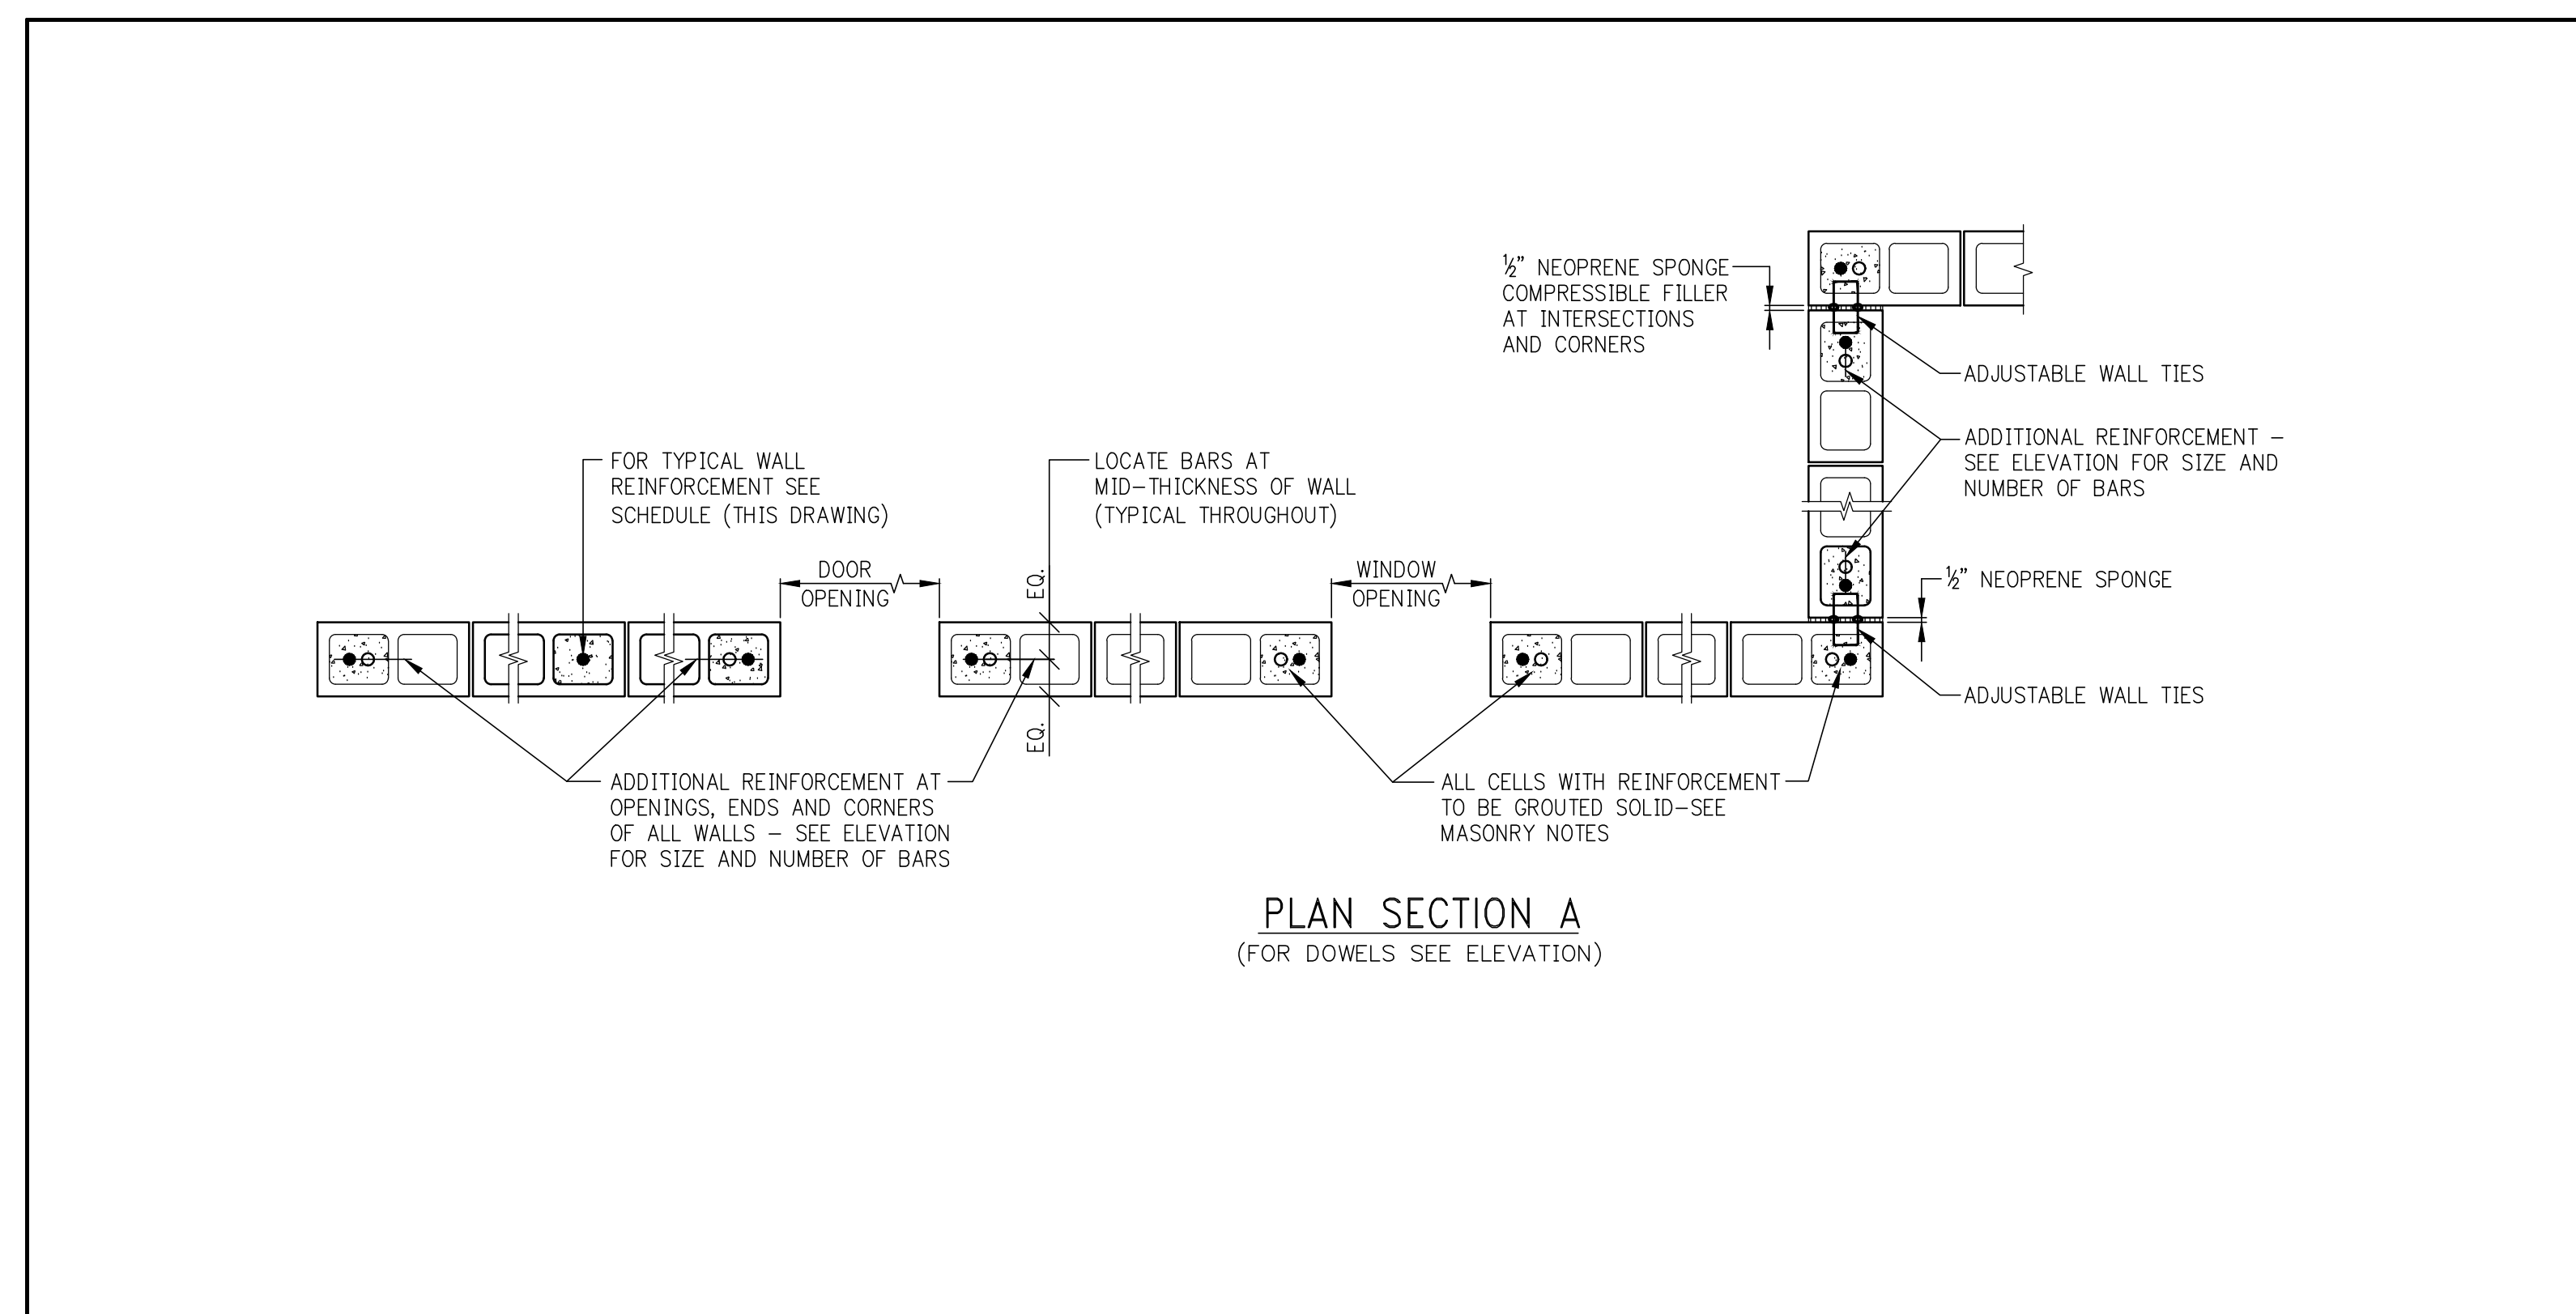 ½" NEOPRENE SPONGE
COMPRESSIBLE FILLER
AT INTERSECTIONS
AND CORNERS
ADJUSTABLE WALL TIES
ADDITIONAL REINFORCEMENT –
SEE ELEVATION FOR SIZE AND
NUMBER OF BARS
FOR TYPICAL WALL
REINFORCEMENT SEE
SCHEDULE (THIS DRAWING)
LOCATE BARS AT
MID-THICKNESS OF WALL
(TYPICAL THROUGHOUT)
DOOR
OPENING
EQ.
WINDOW
OPENING
½" NEOPRENE SPONGE
ADJUSTABLE WALL TIES
EQ.
ADDITIONAL REINFORCEMENT AT
OPENINGS, ENDS AND CORNERS
OF ALL WALLS – SEE ELEVATION
FOR SIZE AND NUMBER OF BARS
ALL CELLS WITH REINFORCEMENT
TO BE GROUTED SOLID-SEE
MASONRY NOTES
PLAN SECTION A
(FOR DOWELS SEE ELEVATION)